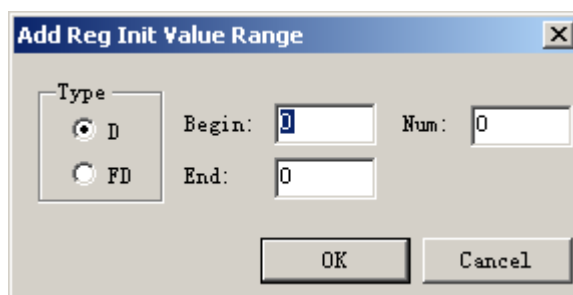 Add Reg Init Value Range
Type
D
Begin: 0
Num: 0
FD
End: 0
OK
Cancel